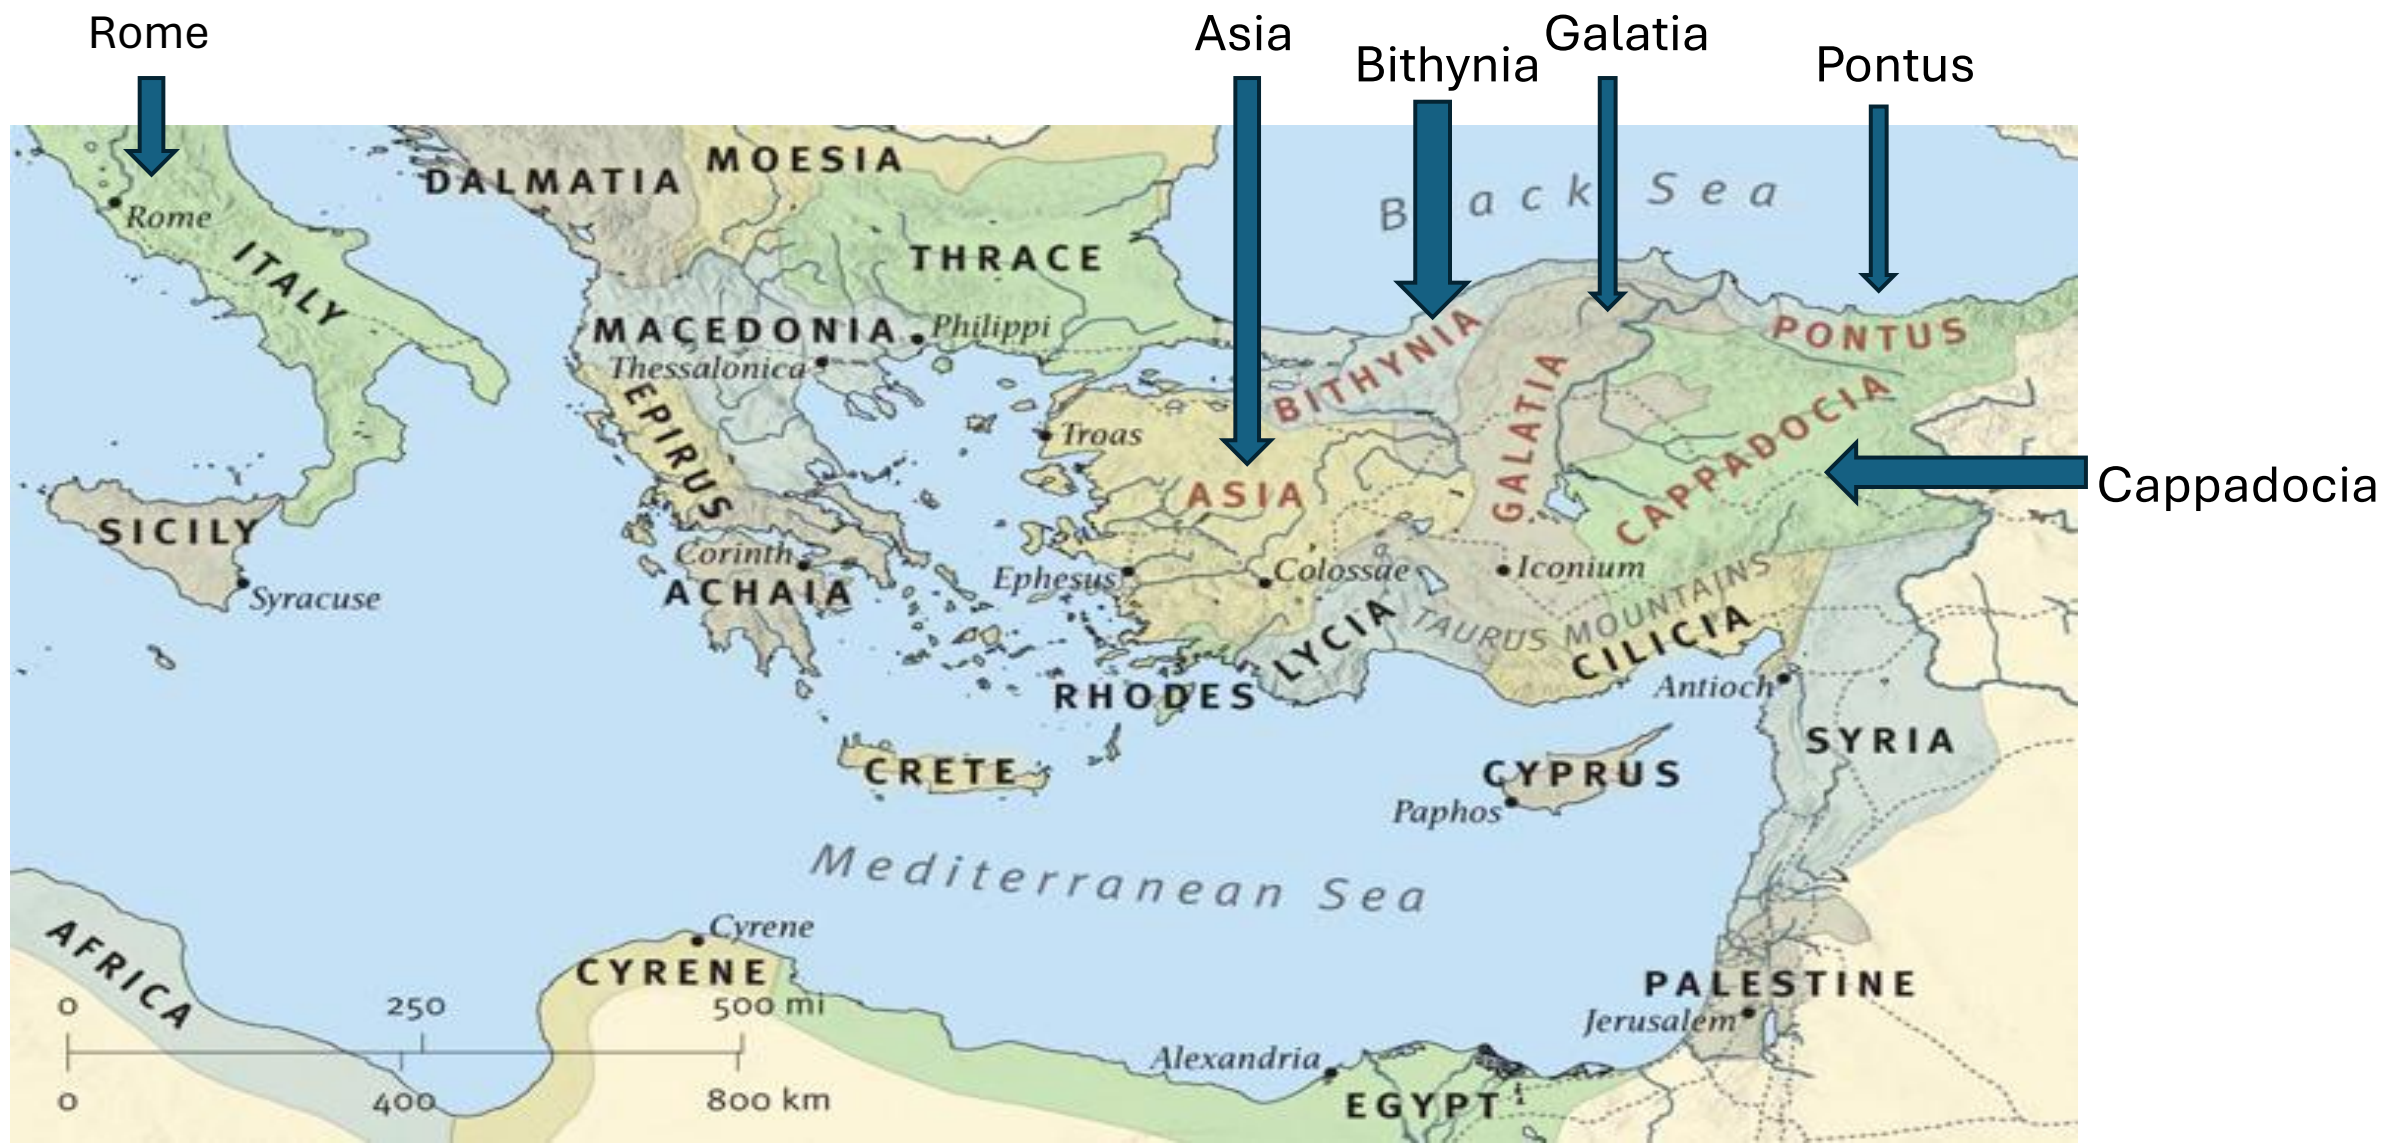 Rome
Asia
Galatia
Bithynia
Pontus
Cappadocia
DALMATIA
MOESIA
Black Sea
Rome
ITALY
THRACE
MACEDONIA
Philippi
Thessalonica
BITHYNIA
PONTUS
GALATIA
CAPPADOCIA
EPIRUS
Troas
ASIA
SICILY
Syracuse
Corinth
ACHAIA
Ephesus
Colossae
Iconium
LYCIA
TAURUS MOUNTAINS
CILICIA
RHODES
Antioch
SYRIA
CRETE
CYPRUS
Paphos
Mediterranean Sea
AFRICA
Cyrene
CYRENE
PALESTINE
Jerusalem
0 250 500 mi
0 400 800 km
Alexandria
EGYPT